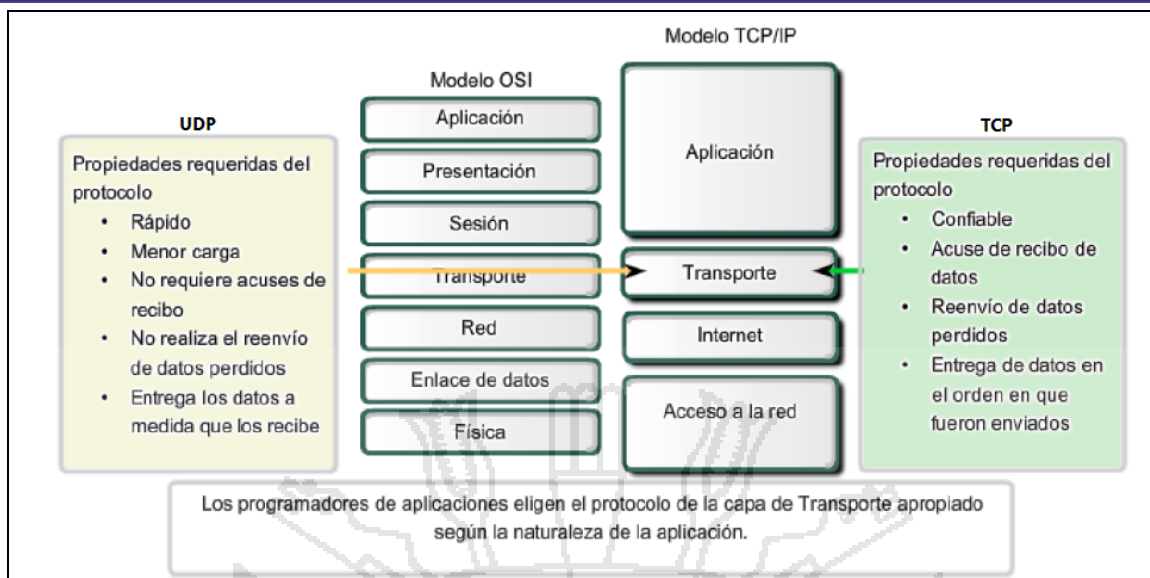 Modelo TCP/IP
Modelo OSI
UDP
Propiedades requeridas del
protocolo
• Rápido
• Menor carga
• No requiere acuses de
recibo
• No realiza el reenvío
de datos perdidos
• Entrega los datos a
medida que los recibe
Aplicación
Presentación
Sesión
Transporte
Red
Enlace de datos
Física
Aplicación
Transporte
Internet
Acceso a la red
TCP
Propiedades requeridas del
protocolo
• Confiable
• Acuse de recibo de
datos
• Reenvío de datos
perdidos
• Entrega de datos en
el orden en que
fueron enviados
Los programadores de aplicaciones eligen el protocolo de la capa de Transporte apropiado
según la naturaleza de la aplicación.